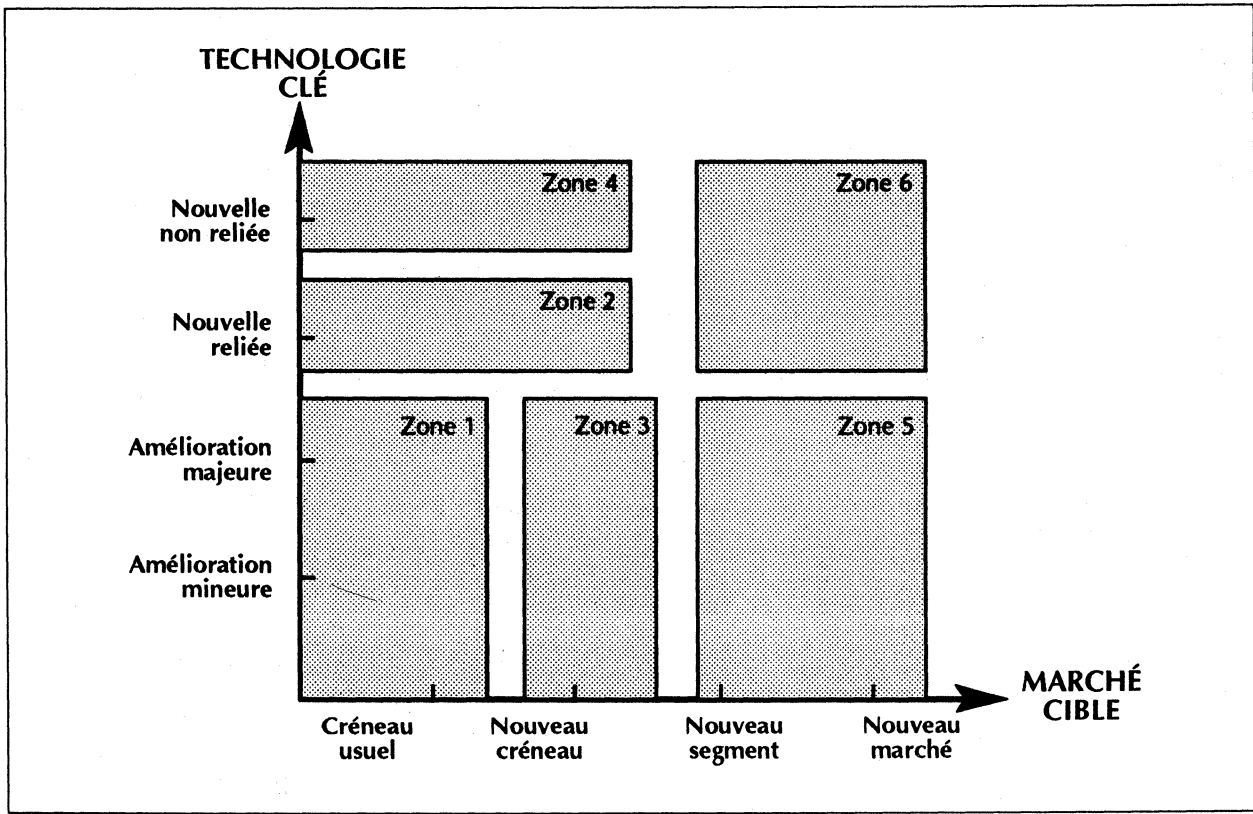 TECHNOLOGIE
CLÉ
Zone 4
Zone 6
Nouvelle
non reliée
Zone 2
Nouvelle
reliée
Zone 1
Zone 3
Zone 5
Amélioration
majeure
Amélioration
mineure
MARCHÉ
CIBLE
Créneau
usuel
Nouveau
créneau
Nouveau
segment
Nouveau
marché